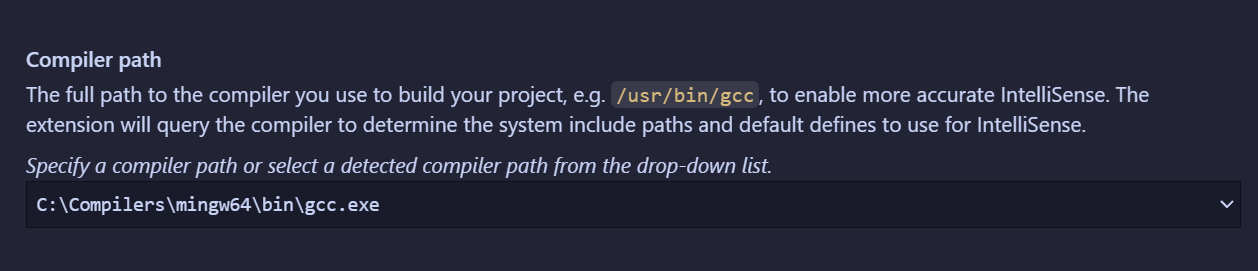 Compiler path
The full path to the compiler you use to build your project, e.g. /usr/bin/gcc, to enable more accurate IntelliSense. The
extension will query the compiler to determine the system include paths and default defines to use for IntelliSense.
Specify a compiler path or select a detected compiler path from the drop-down list.
C:\Compilers\mingw64\bin\gcc.exe